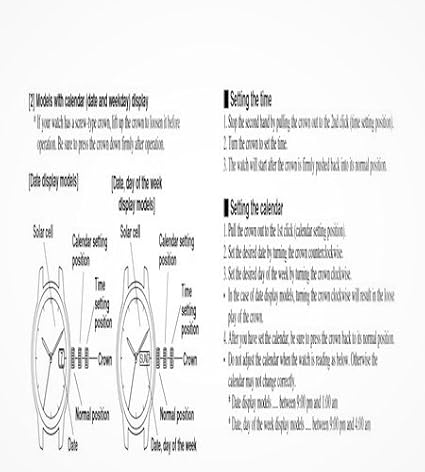 [2] Models with calendar (date and weekday) display
* If your watch has a screw-type crown, lift up the crown to loosen it before
operation. Be sure to press the crown down firmly after operation.
[Date display models]
[Date, day of the week
display models]
Solar cell
Calendar setting
position
Time
setting
position
Crown
Normal position
Date
Solar cell
Calendar setting
position
Time
setting
position
Crown
Normal position
Date, day of the week
■ Setting the time
1. Stop the second hand by pulling the crown out to the 2nd click (time setting position).
2. Turn the crown to set the time.
3. The watch will start after the crown is firmly pushed back into its normal position.
■ Setting the calendar
1. Pull the crown out to the 1st click (calendar setting position).
2. Set the desired date by turning the crown counterclockwise.
3. Set the desired day of the week by turning the crown clockwise.
• In the case of date display models, turning the crown clockwise will result in the loose
play of the crown.
4. After you have set the calendar, be sure to press the crown back to its normal position.
• Do not adjust the calendar when the watch is reading as below. Otherwise the
calendar may not change correctly.
* Date display models .... between 9:00 pm and 1:00 am
* Date, day of the week display models .... between 9:00 pm and 4:00 am